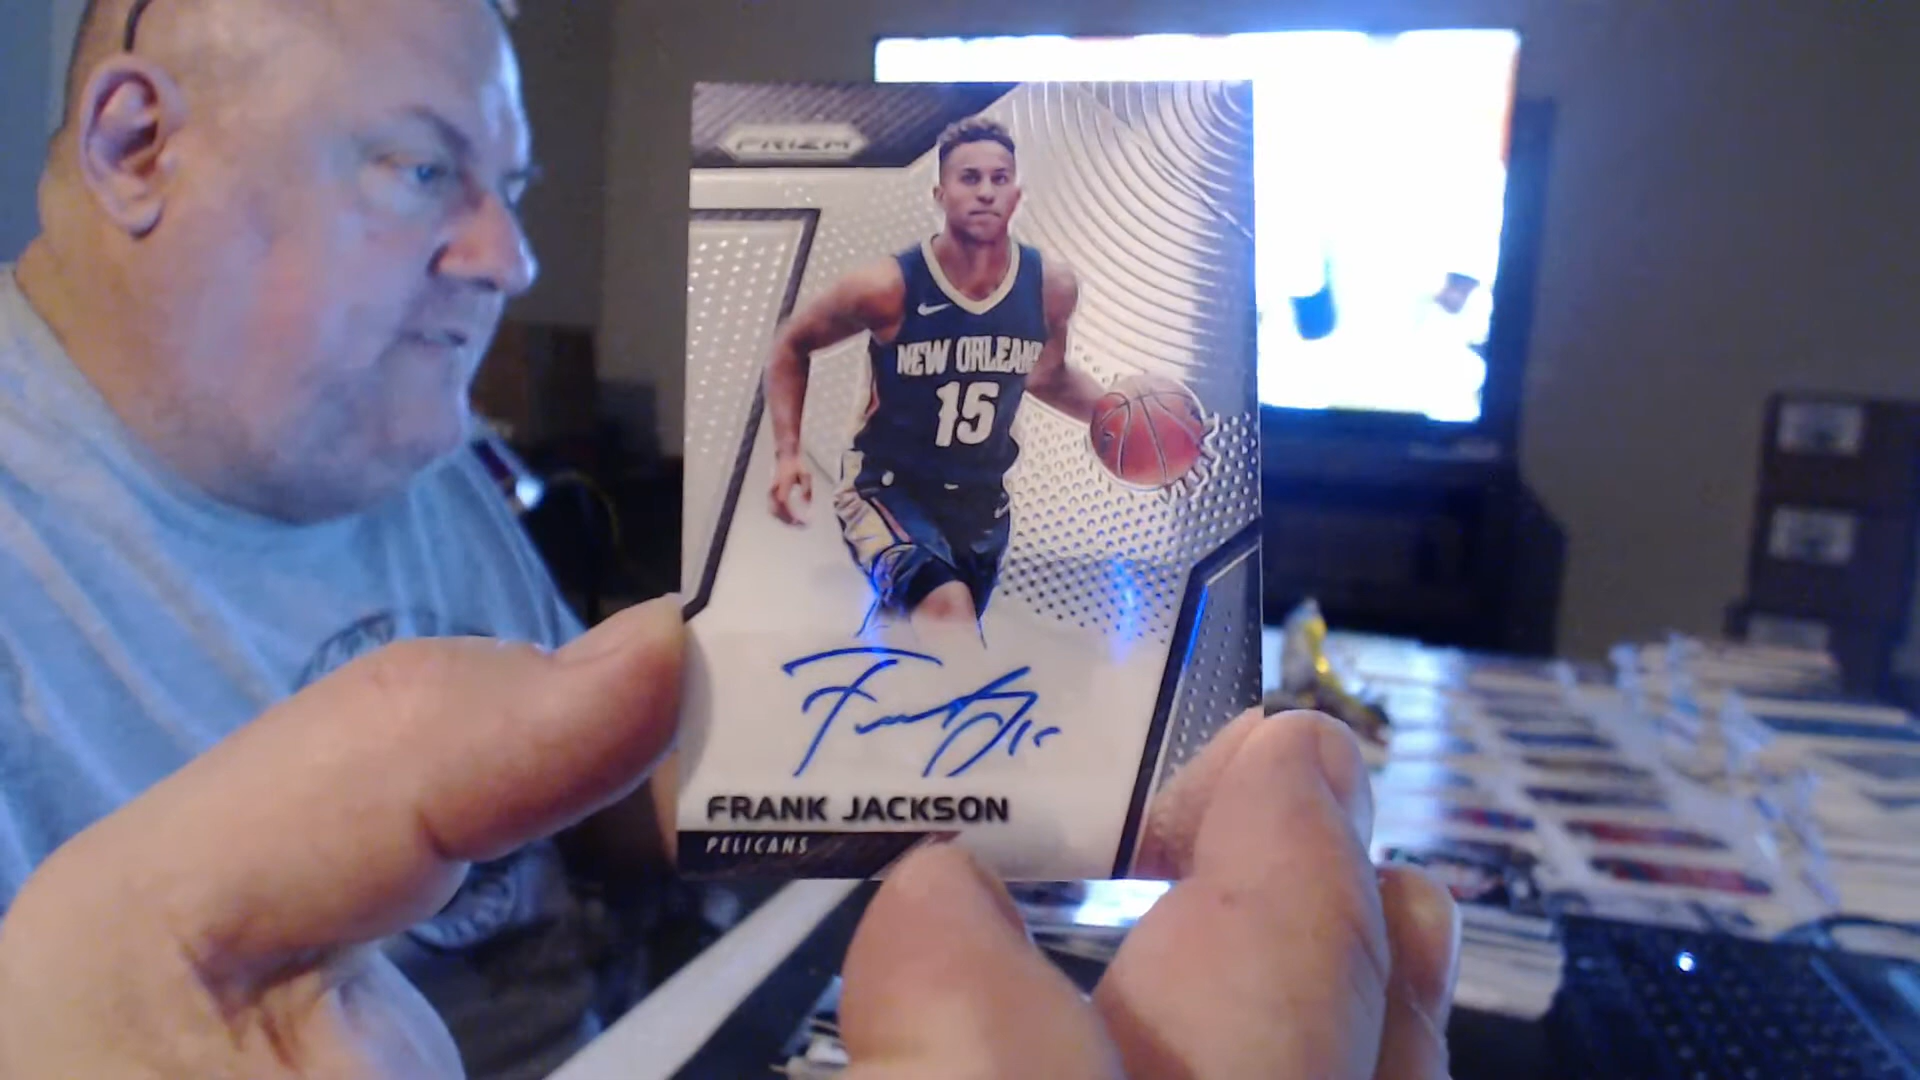 PRIZM
NEW ORLEANS
15
FRANK JACKSON
PELICANS